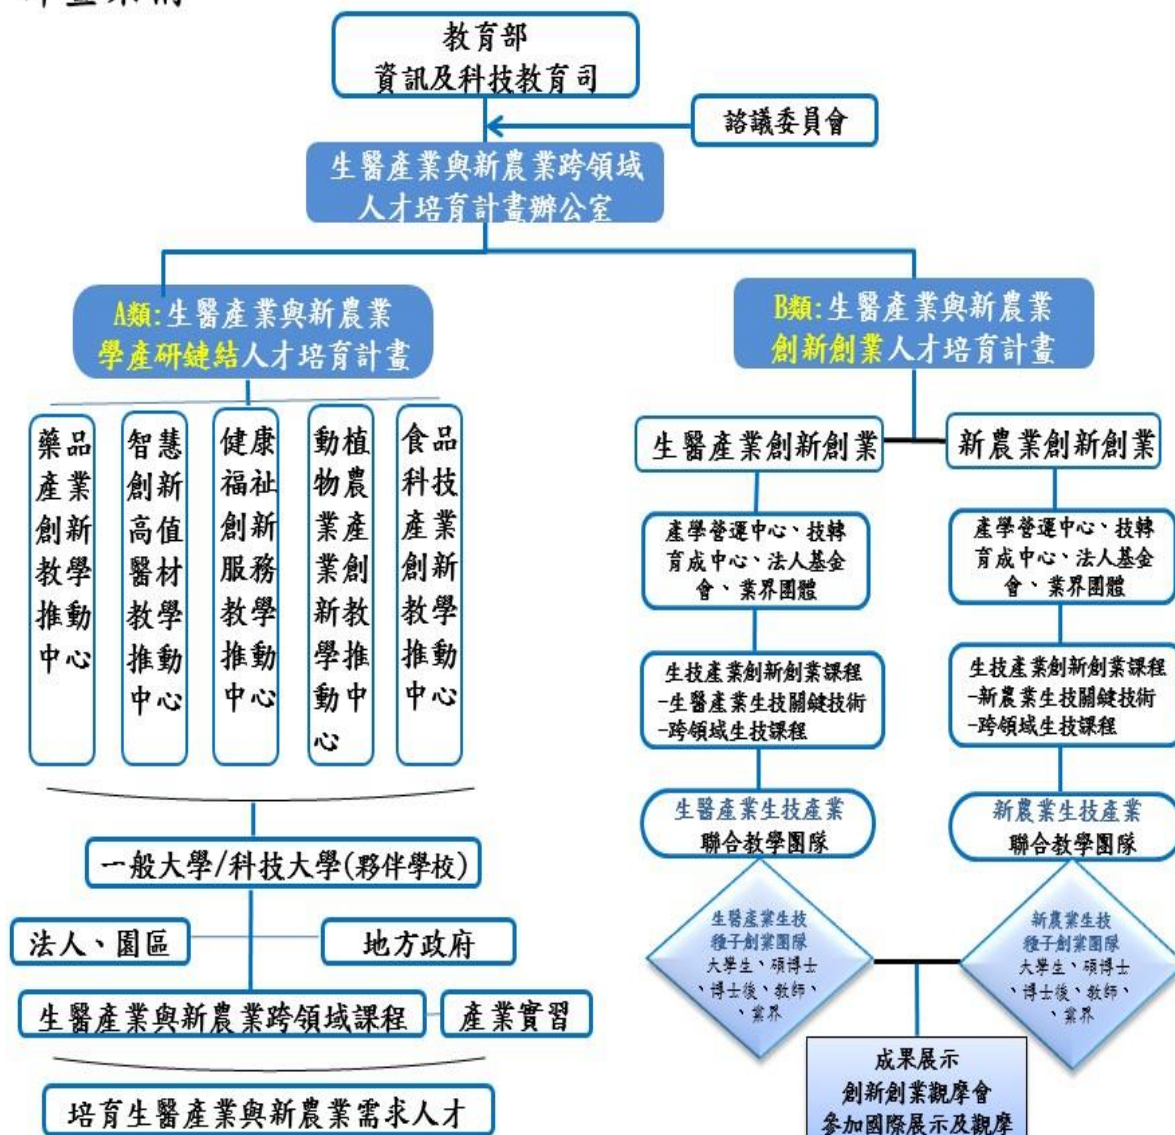 教育部
資訊及科技教育司
諮議委員會
生醫產業與新農業跨領域
人才培育計畫辦公室
A類:生醫產業與新農業
學產研鏈結人才培育計畫
B類:生醫產業與新農業
創新創業人才培育計畫
藥品
產業
創新
教學
推動
中心
智慧
創新
高值
醫材
教學
推動
中心
健康
福祉
創新
服務
教學
推動
中心
動植
物農
業產
業創
新教
學推
動中
心
食品
科技
產業
創新
教學
推動
中心
一般大學/科技大學(夥伴學校)
法人、園區
地方政府
生醫產業與新農業跨領域課程
產業實習
培育生醫產業與新農業需求人才
生醫產業創新創業
新農業創新創業
產學營運中心、技轉
育成中心、法人基金
會、業界團體
產學營運中心、技轉
育成中心、法人基金
會、業界團體
生技產業創新創業課程
-生醫產業生技關鍵技術
-跨領域生技課程
生技產業創新創業課程
-新農業生技關鍵技術
-跨領域生技課程
生醫產業生技產業
聯合教學團隊
新農業生技產業
聯合教學團隊
生醫產業生技
種子創業團隊
大學生、碩博士
、博士後、教師、
、業界
新農業生技
種子創業團隊
大學生、碩博士
、博士後、教師、
、業界
成果展示
創新創業觀摩會
參加國際展示及觀摩